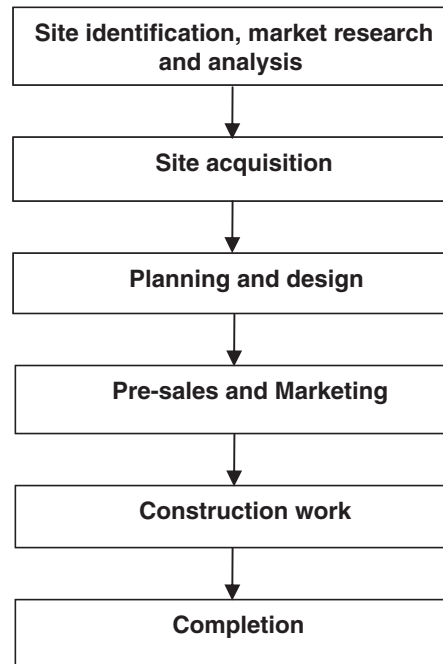 Site identification, market research
and analysis
Site acquisition
Planning and design
Pre-sales and Marketing
Construction work
Completion